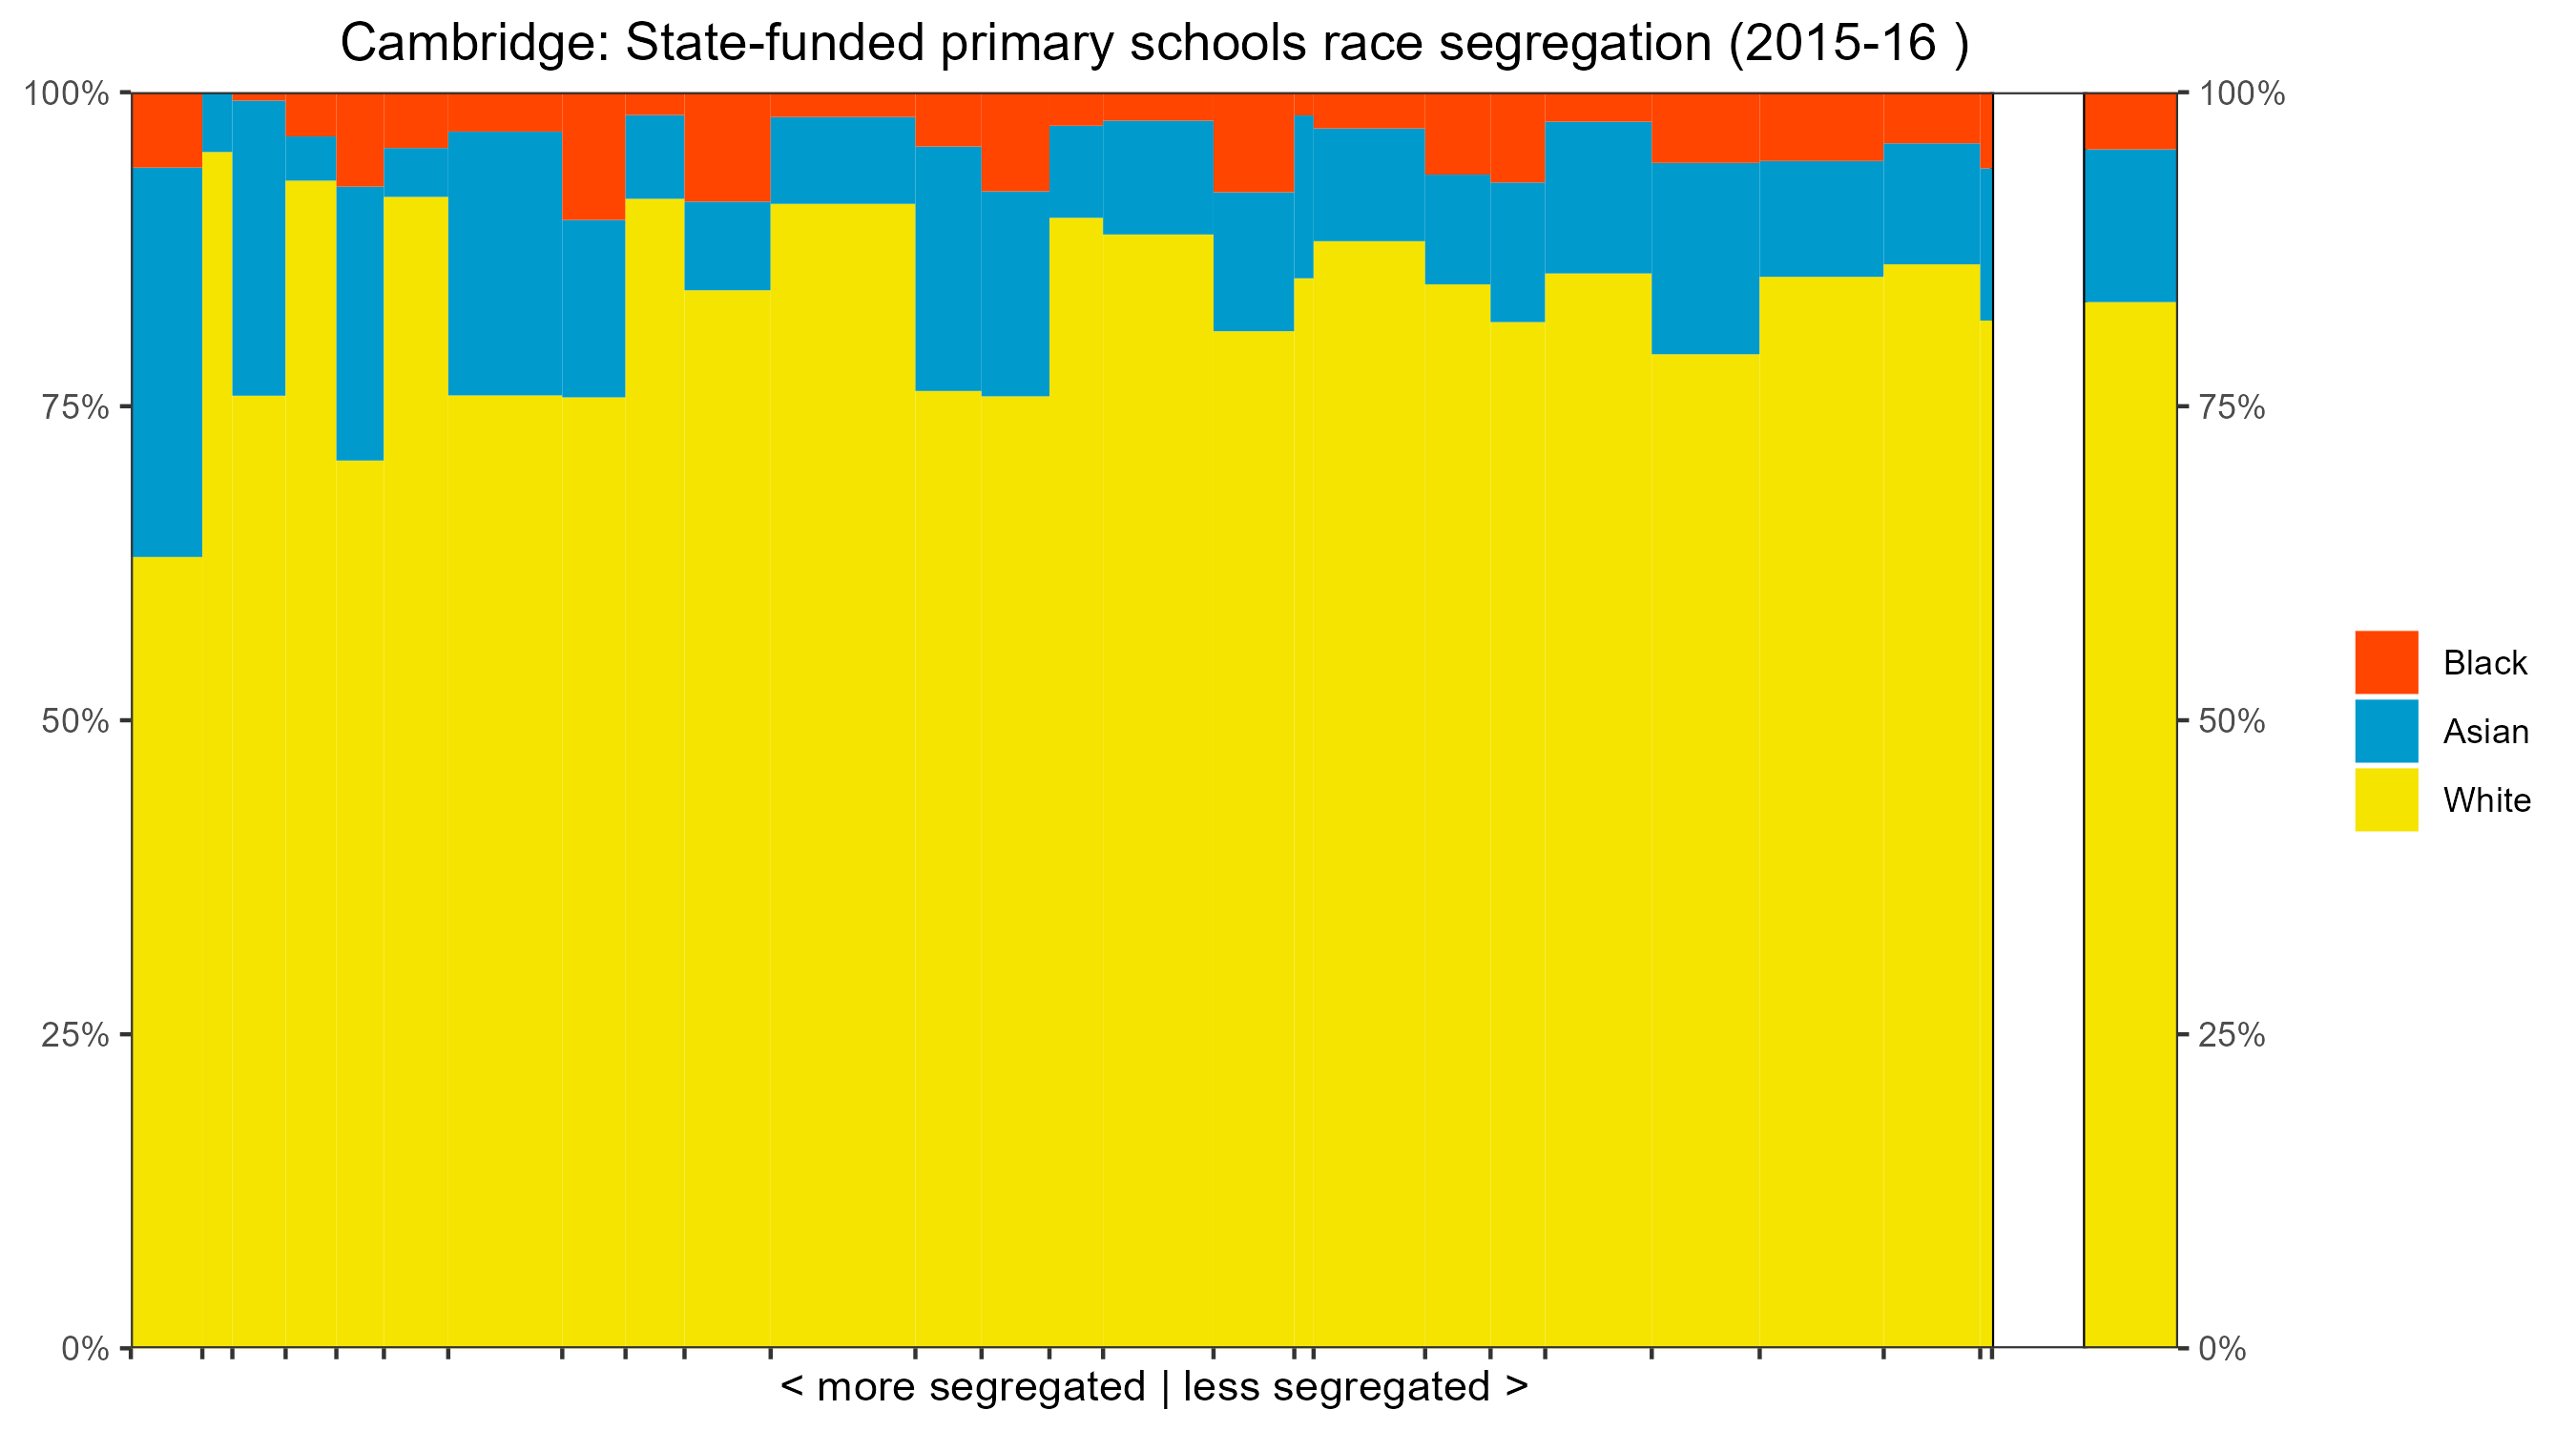 Cambridge: State-funded primary schools race segregation (2015-16 )
100%
75%
50%
25%
0%
100%
75%
50%
25%
0%
Black
Asian
White
< more segregated | less segregated >